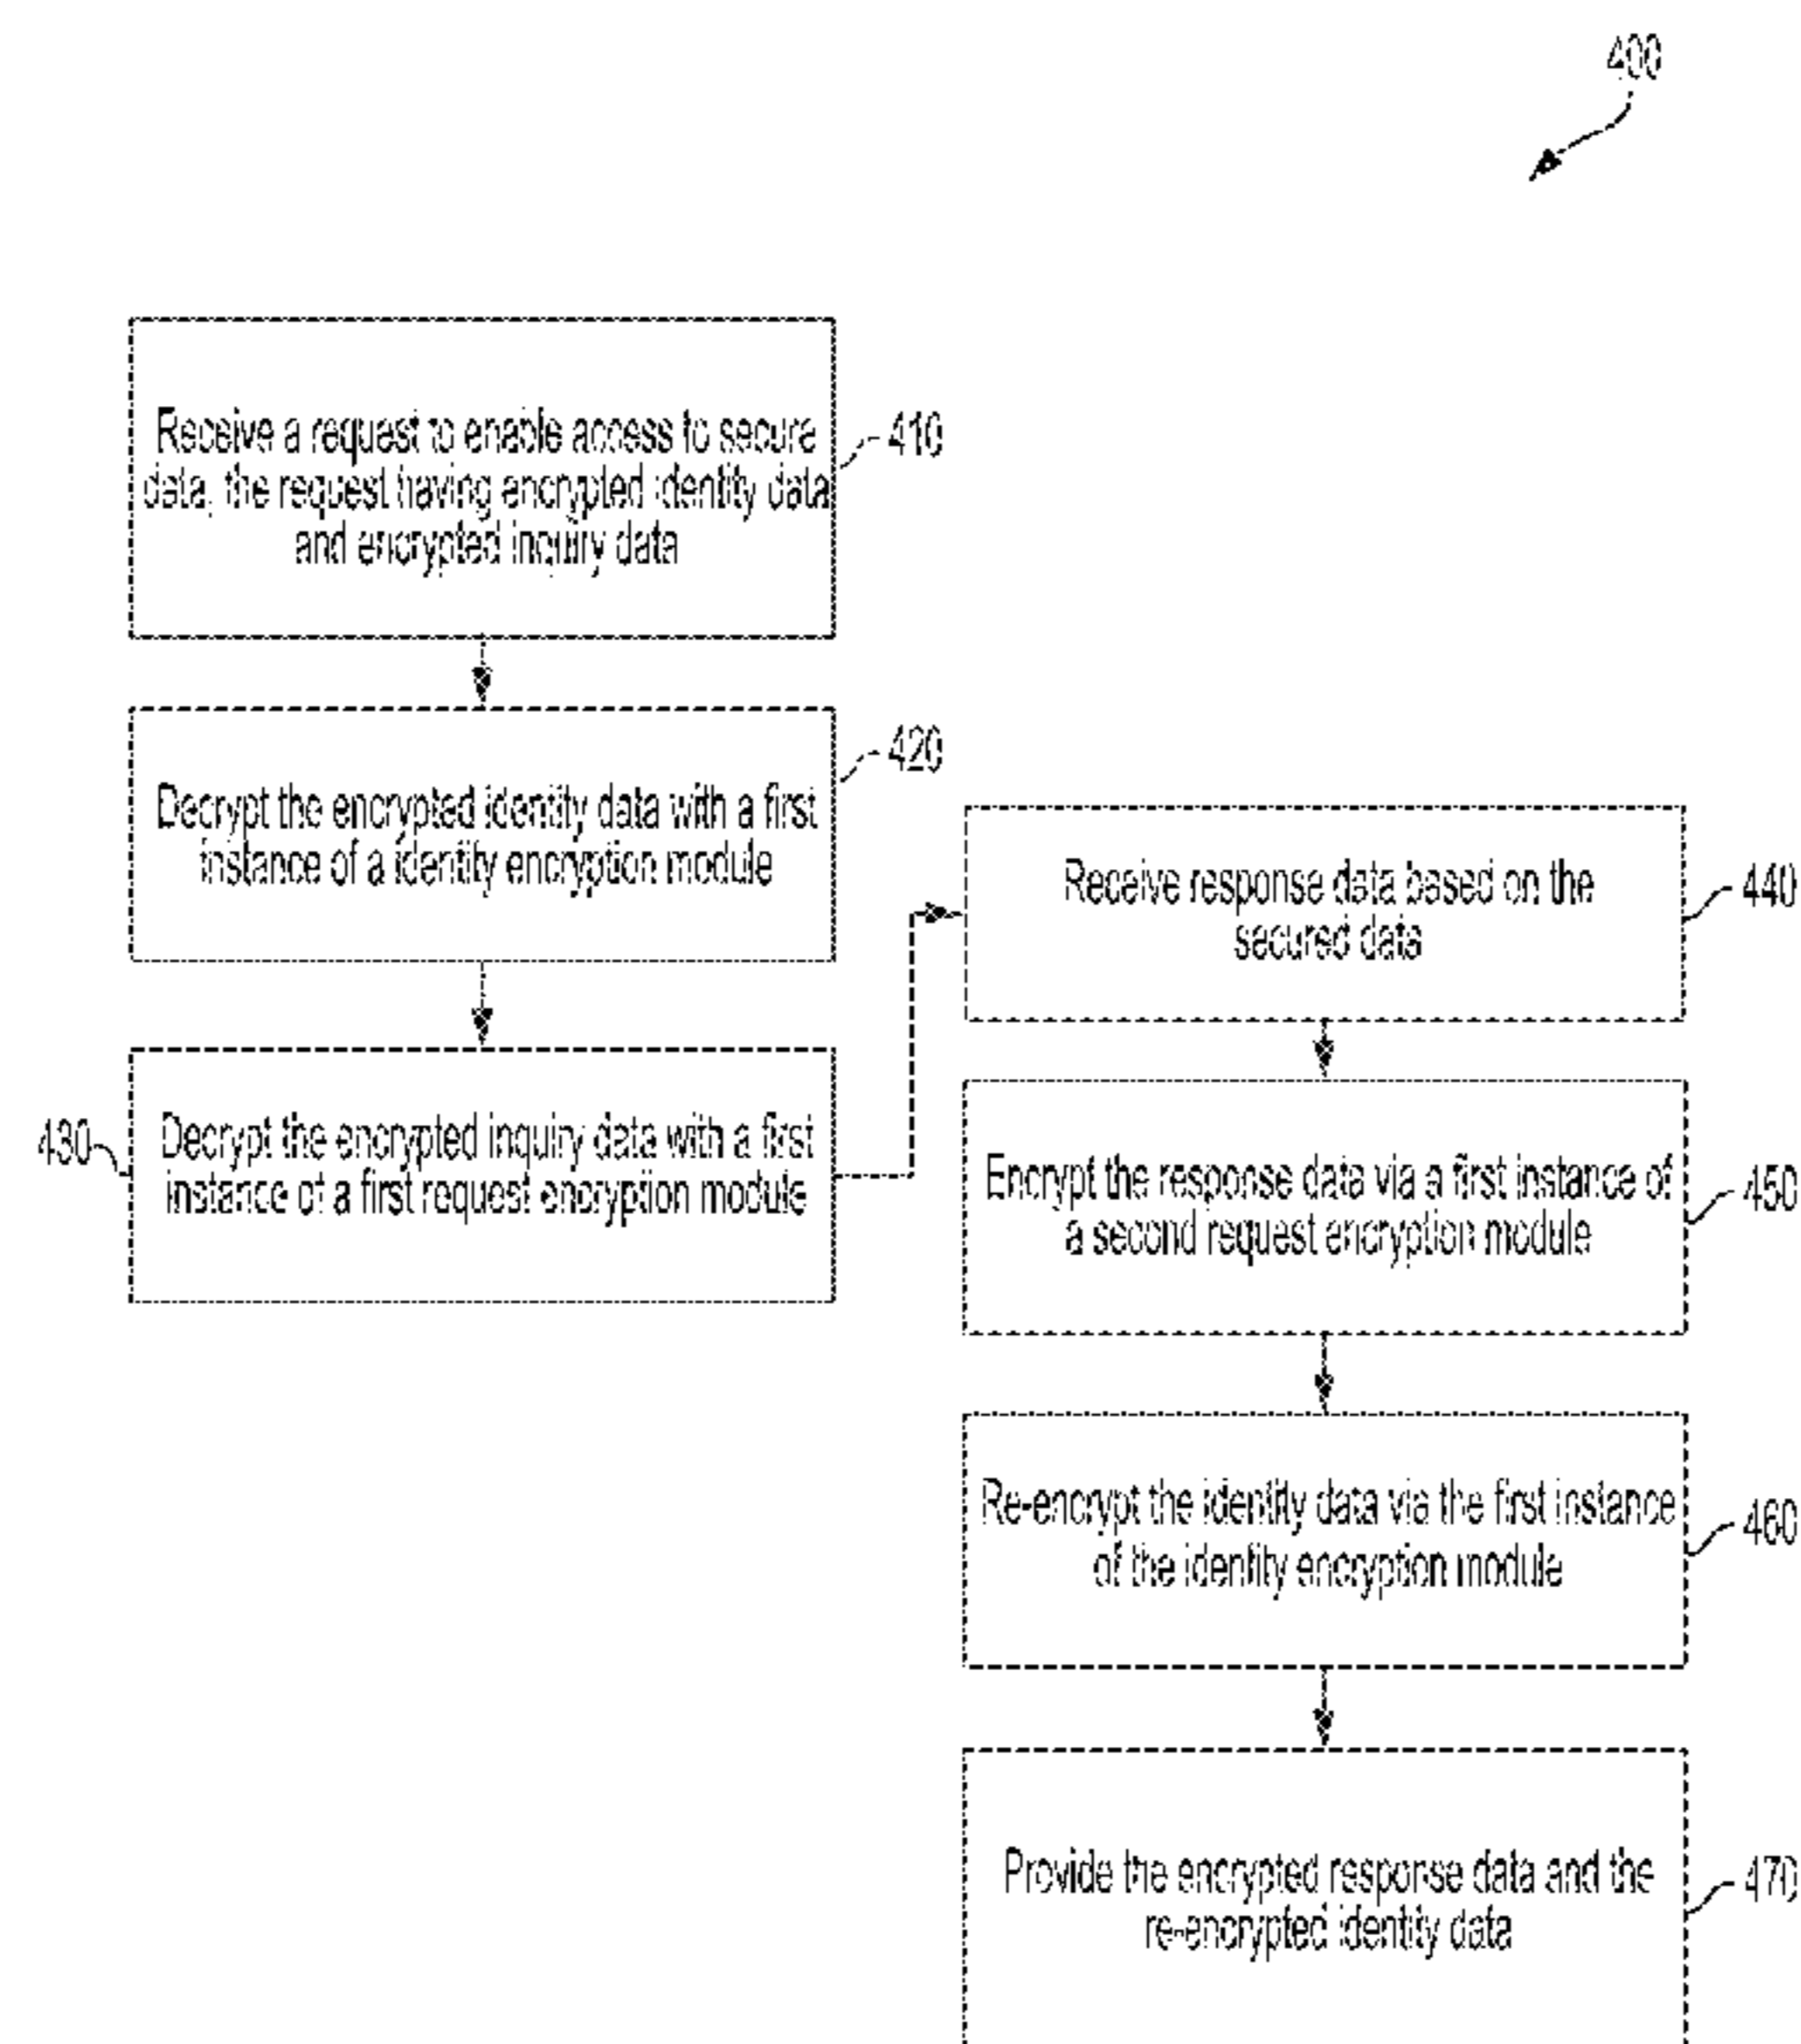 400
Receive a request to enable access to secure
data, the request having encrypted identity data
and encrypted inquiry data
410
Decrypt the encrypted identity data with a first
instance of a identity encryption module
420
Decrypt the encrypted inquiry data with a first
instance of a first request encryption module
430
Receive response data based on the
secured data
440
Encrypt the response data via a first instance of
a second request encryption module
450
Re-encrypt the identity data via the first instance
of the identity encryption module
460
Provide the encrypted response data and the
re-encrypted identity data
470